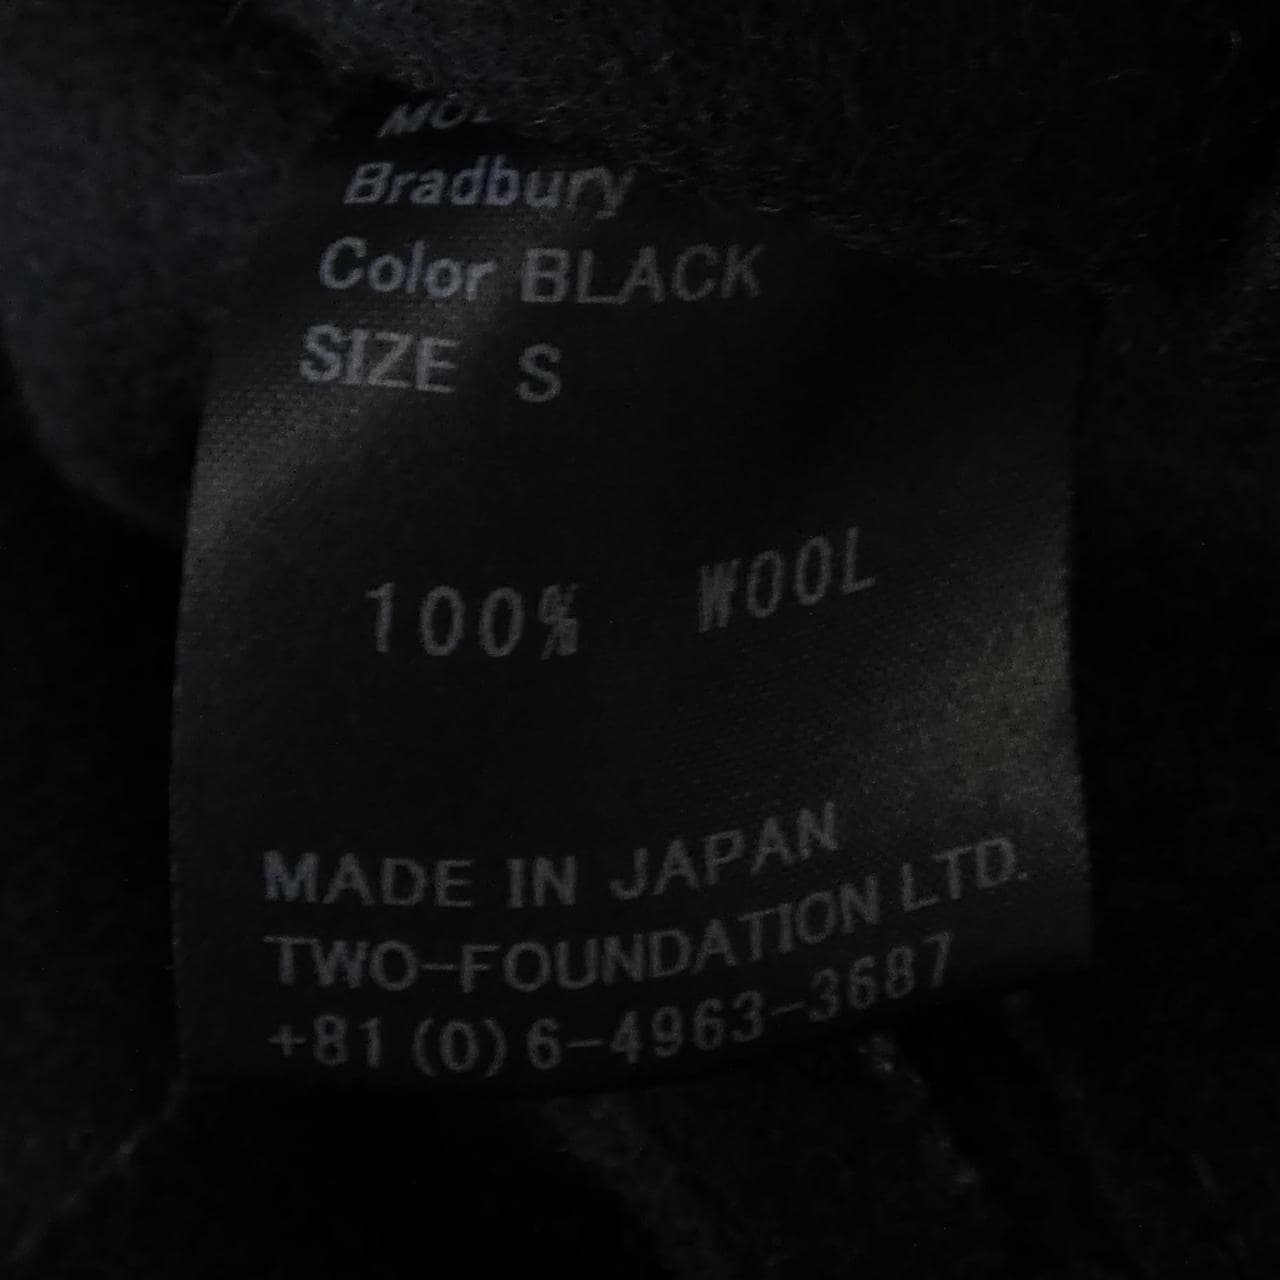 Bradbury
Color BLACK
SIZE S
100% WOOL
MADE IN JAPAN
TWO-FOUNDATION LTD.
+81 (0) 6-4963-3687